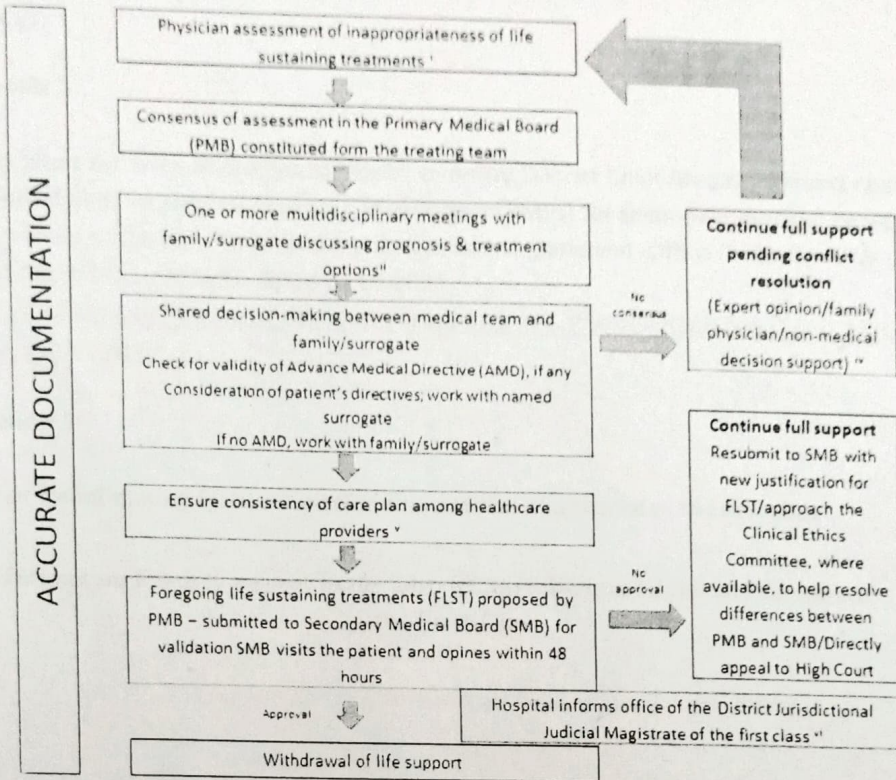 ACCURATE DOCUMENTATION
Physician assessment of inappropriateness of life
sustaining treatments ⁱ
Consensus of assessment in the Primary Medical Board
(PMB) constituted form the treating team
One or more multidisciplinary meetings with
family/surrogate discussing prognosis & treatment
options ⁱⁱ
Shared decision-making between medical team and
family/surrogate
Check for validity of Advance Medical Directive (AMD), if any
Consideration of patient's directives; work with named
surrogate
If no AMD, work with family/surrogate
No
consensus
Continue full support
pending conflict
resolution
(Expert opinion/family
physician/non-medical
decision support) ⁱᵛ
Ensure consistency of care plan among healthcare
providers ᵛ
Foregoing life sustaining treatments (FLST) proposed by
PMB – submitted to Secondary Medical Board (SMB) for
validation SMB visits the patient and opines within 48
hours
No
approval
Continue full support
Resubmit to SMB with
new justification for
FLST/approach the
Clinical Ethics
Committee, where
available, to help resolve
differences between
PMB and SMB/Directly
appeal to High Court
Approval
Hospital informs office of the District Jurisdictional
Judicial Magistrate of the first class ᵛⁱ
Withdrawal of life support